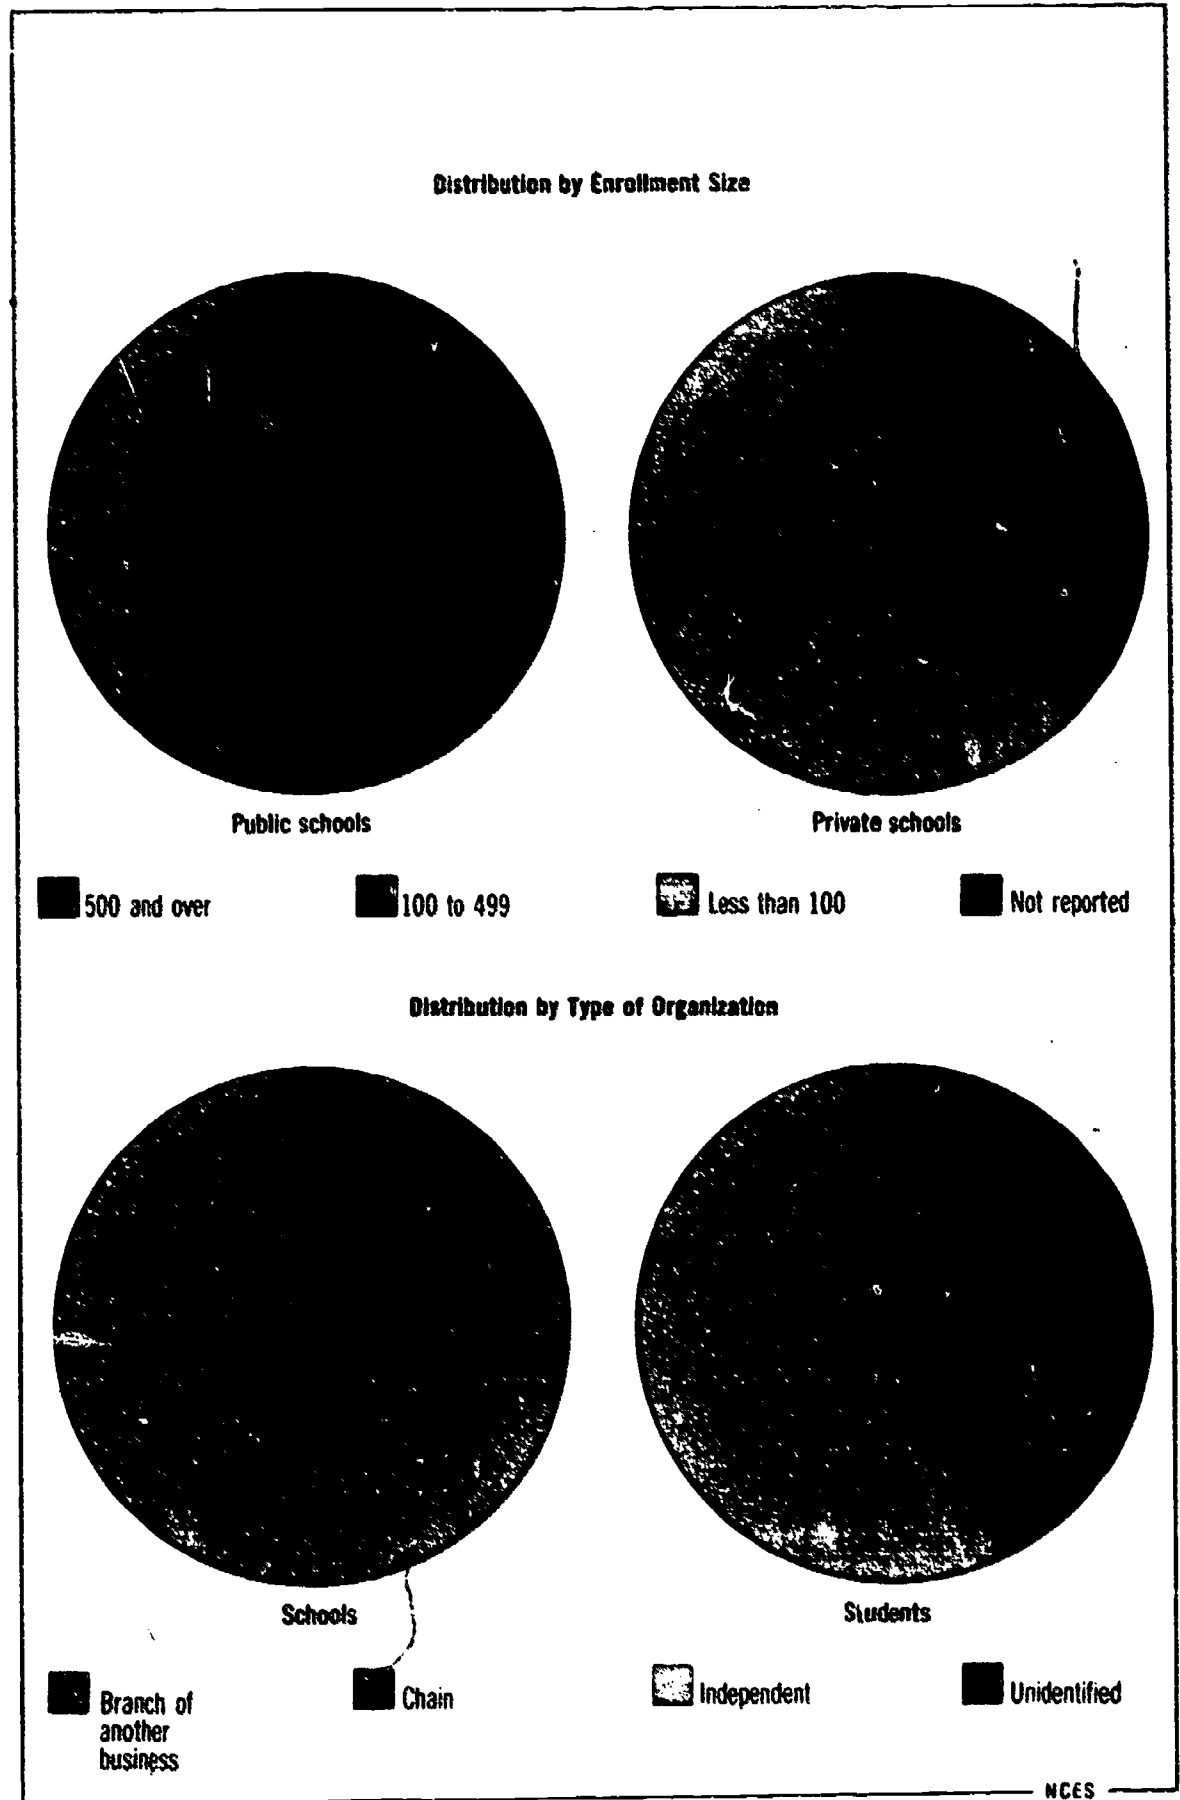 Distribution by Enrollment Size
Public schools
Private schools
500 and over
100 to 499
Less than 100
Not reported
Distribution by Type of Organization
Schools
Students
Branch of
another
business
Chain
Independent
Unidentified
NCES